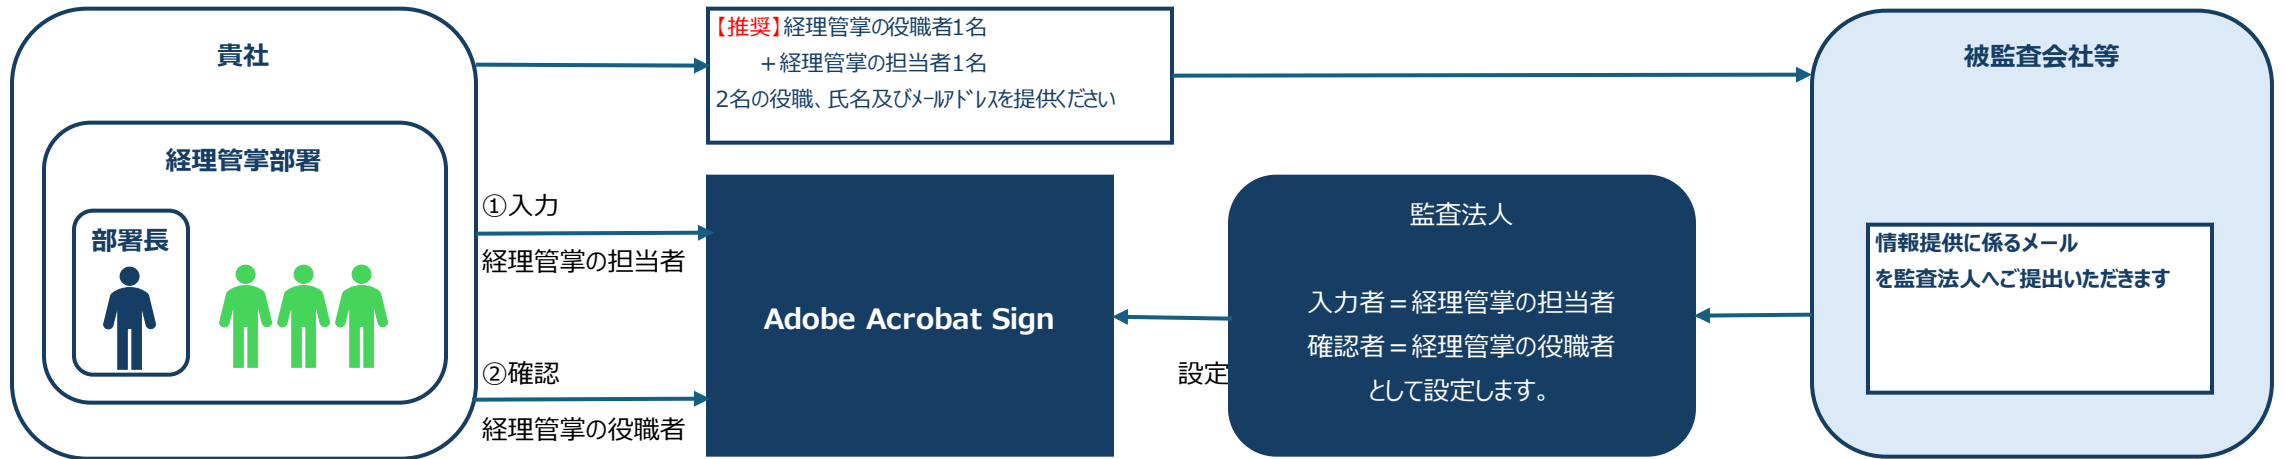 貴社
経理管掌部署
部署長
【推奨】経理管掌の役職者1名
＋経理管掌の担当者1名
2名の役職、氏名及びﾒｰﾙｱﾄﾞﾚｽを提供ください
①入力
経理管掌の担当者
②確認
経理管掌の役職者
Adobe Acrobat Sign
設定
監査法人
入力者＝経理管掌の担当者
確認者＝経理管掌の役職者
として設定します。
被監査会社等
情報提供に係るメール
を監査法人へご提出いただきます